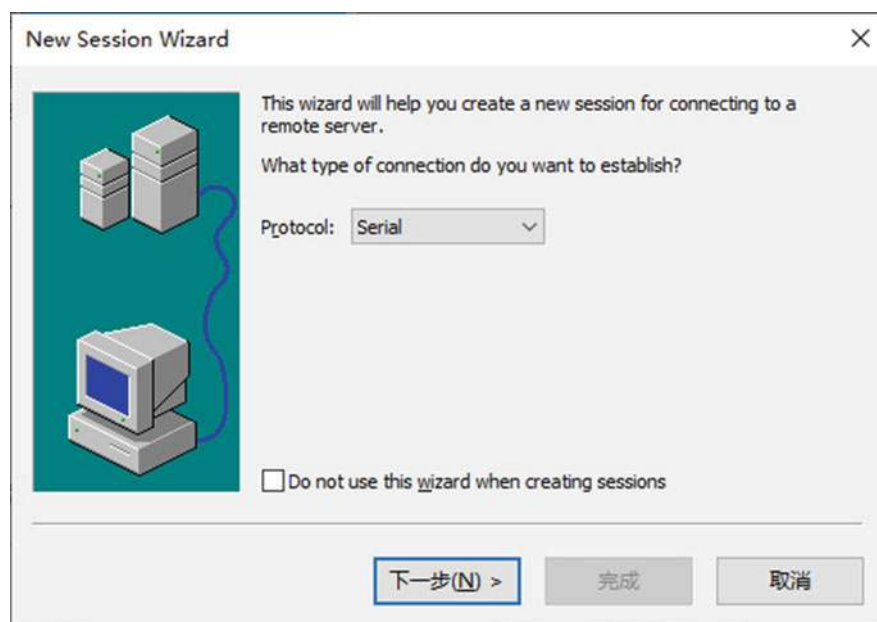 New Session Wizard
This wizard will help you create a new session for connecting to a
remote server.
What type of connection do you want to establish?
Protocol: Serial
Do not use this wizard when creating sessions
下一步(N) > 完成 取消